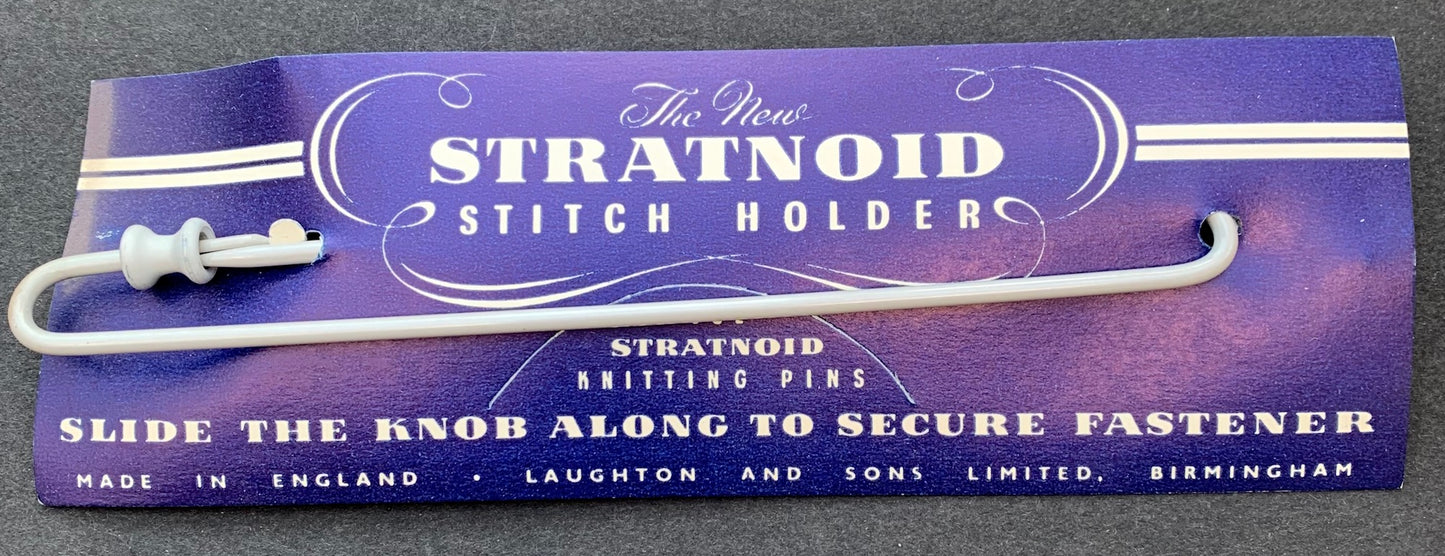 The New
STRATNOID
STITCH HOLDER
STRATNOID
KNITTING PINS
SLIDE THE KNOB ALONG TO SECURE FASTENER
MADE IN ENGLAND • LAUGHTON AND SONS LIMITED, BIRMINGHAM